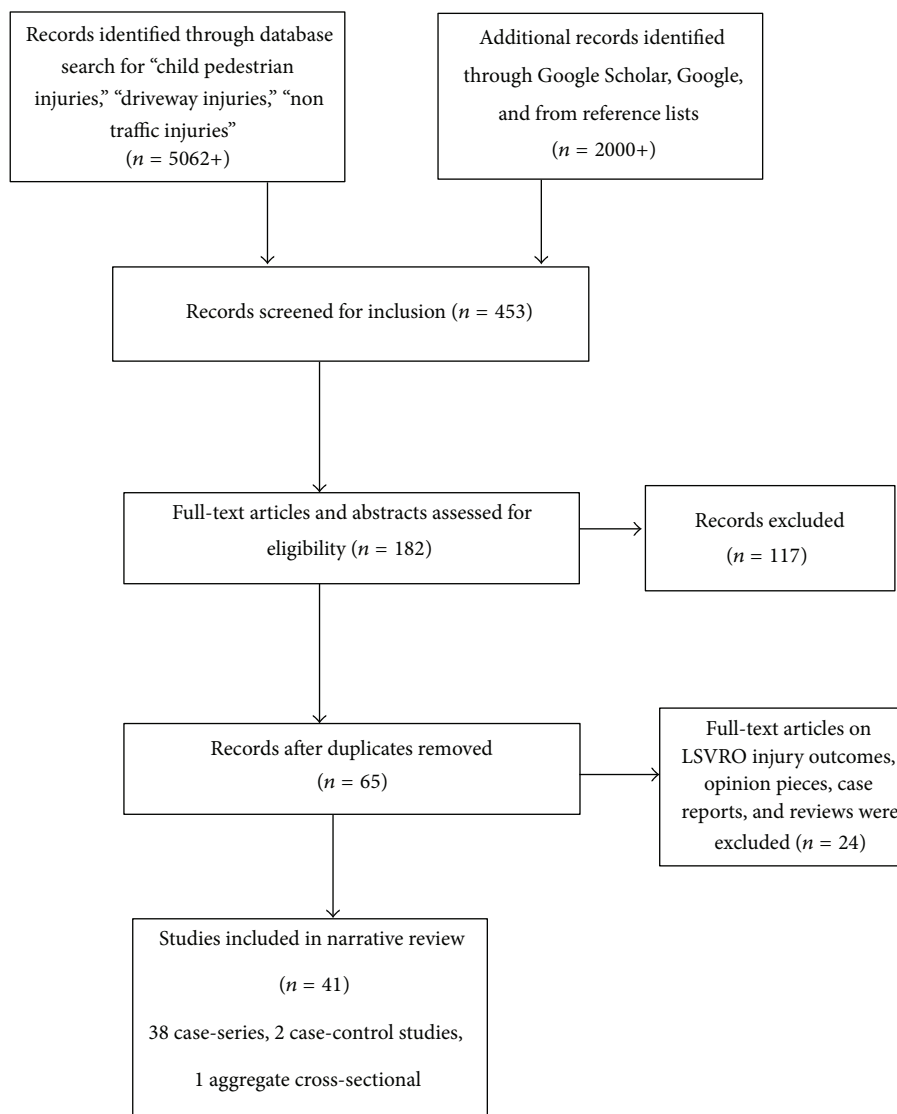 Records identified through database
search for “child pedestrian
injuries,” “driveway injuries,” “non
traffic injuries”
(n = 5062+)
Additional records identified
through Google Scholar, Google,
and from reference lists
(n = 2000+)
Records screened for inclusion (n = 453)
Full-text articles and abstracts assessed for
eligibility (n = 182)
Records excluded
(n = 117)
Records after duplicates removed
(n = 65)
Full-text articles on
LSVRO injury outcomes,
opinion pieces, case
reports, and reviews were
excluded (n = 24)
Studies included in narrative review
(n = 41)
38 case-series, 2 case-control studies,
1 aggregate cross-sectional